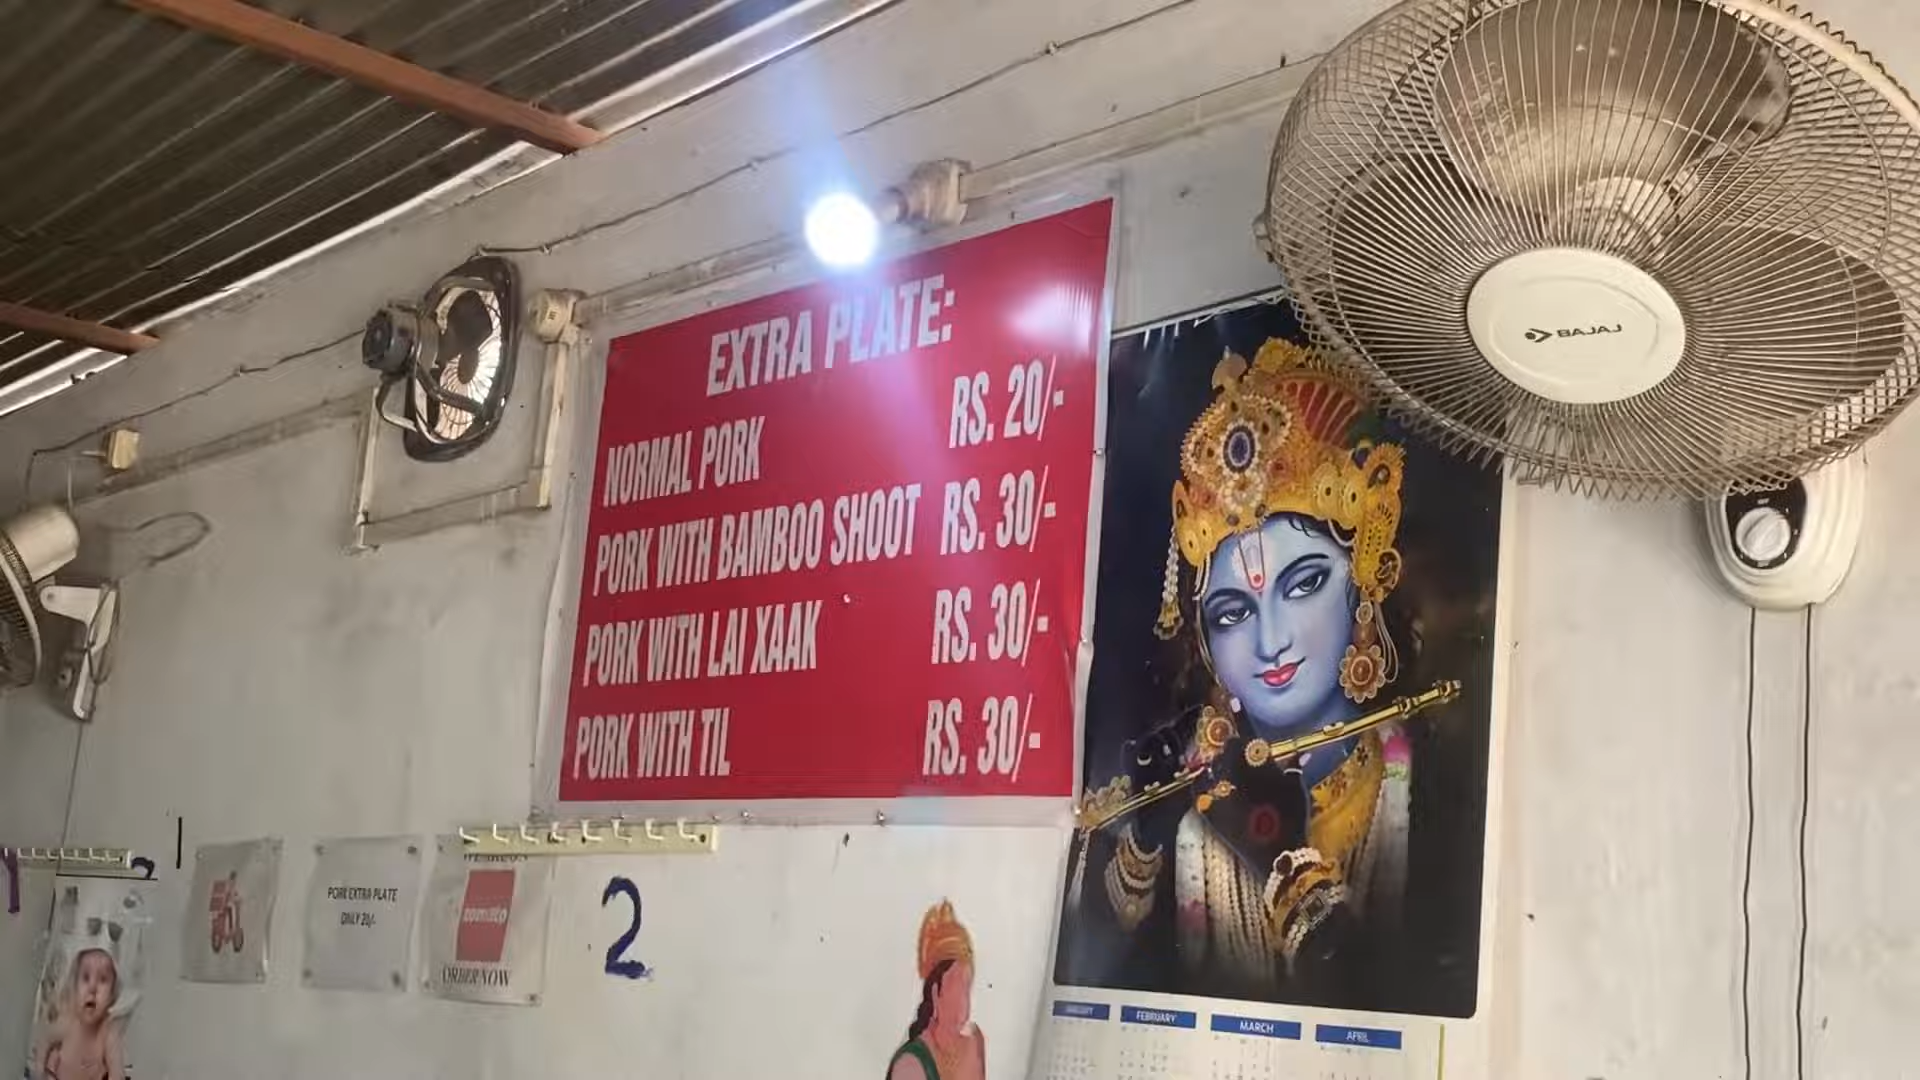 EXTRA PLATE:
NORMAL PORK RS. 20/-
PORK WITH BAMBOO SHOOT RS. 30/-
PORK WITH LAI XAAK RS. 30/-
PORK WITH TIL RS. 30/-
BAJAJ
PORK EXTRA PLATE
ONLY 20/-
zomato
ORDER NOW
2
JANUARY FEBRUARY MARCH APRIL